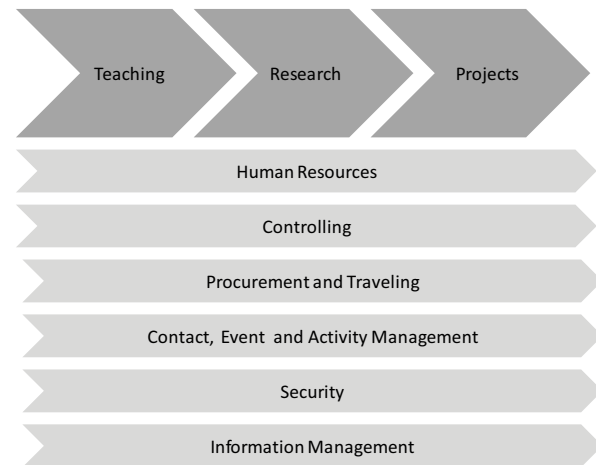 Teaching
Research
Projects
Human Resources
Controlling
Procurement and Traveling
Contact, Event and Activity Management
Security
Information Management